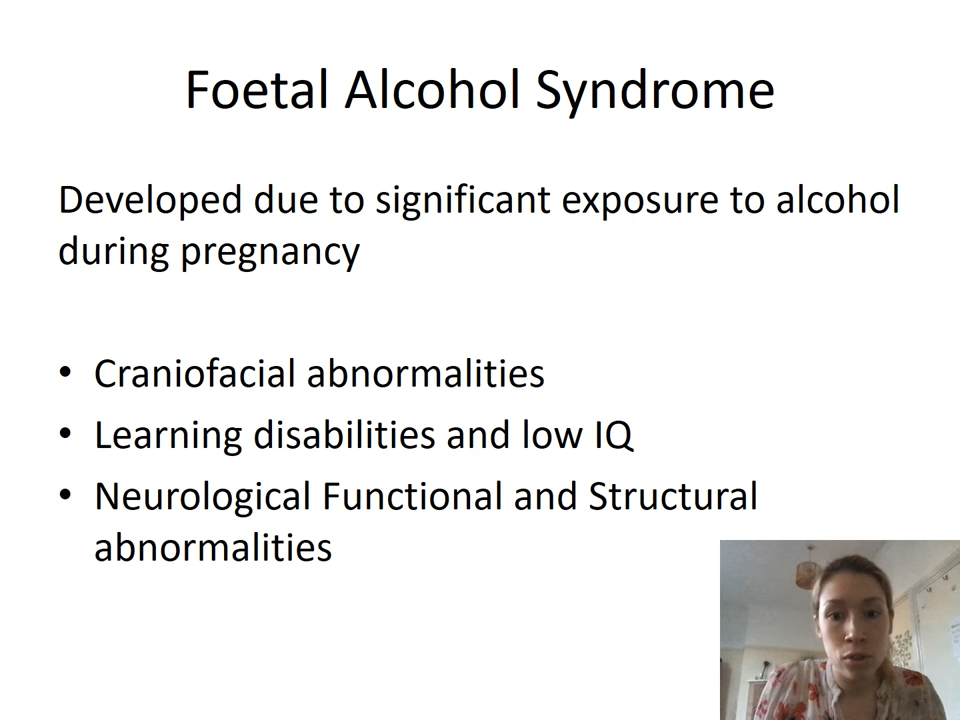 Foetal Alcohol Syndrome
Developed due to significant exposure to alcohol
during pregnancy
• Craniofacial abnormalities
• Learning disabilities and low IQ
• Neurological Functional and Structural
abnormalities